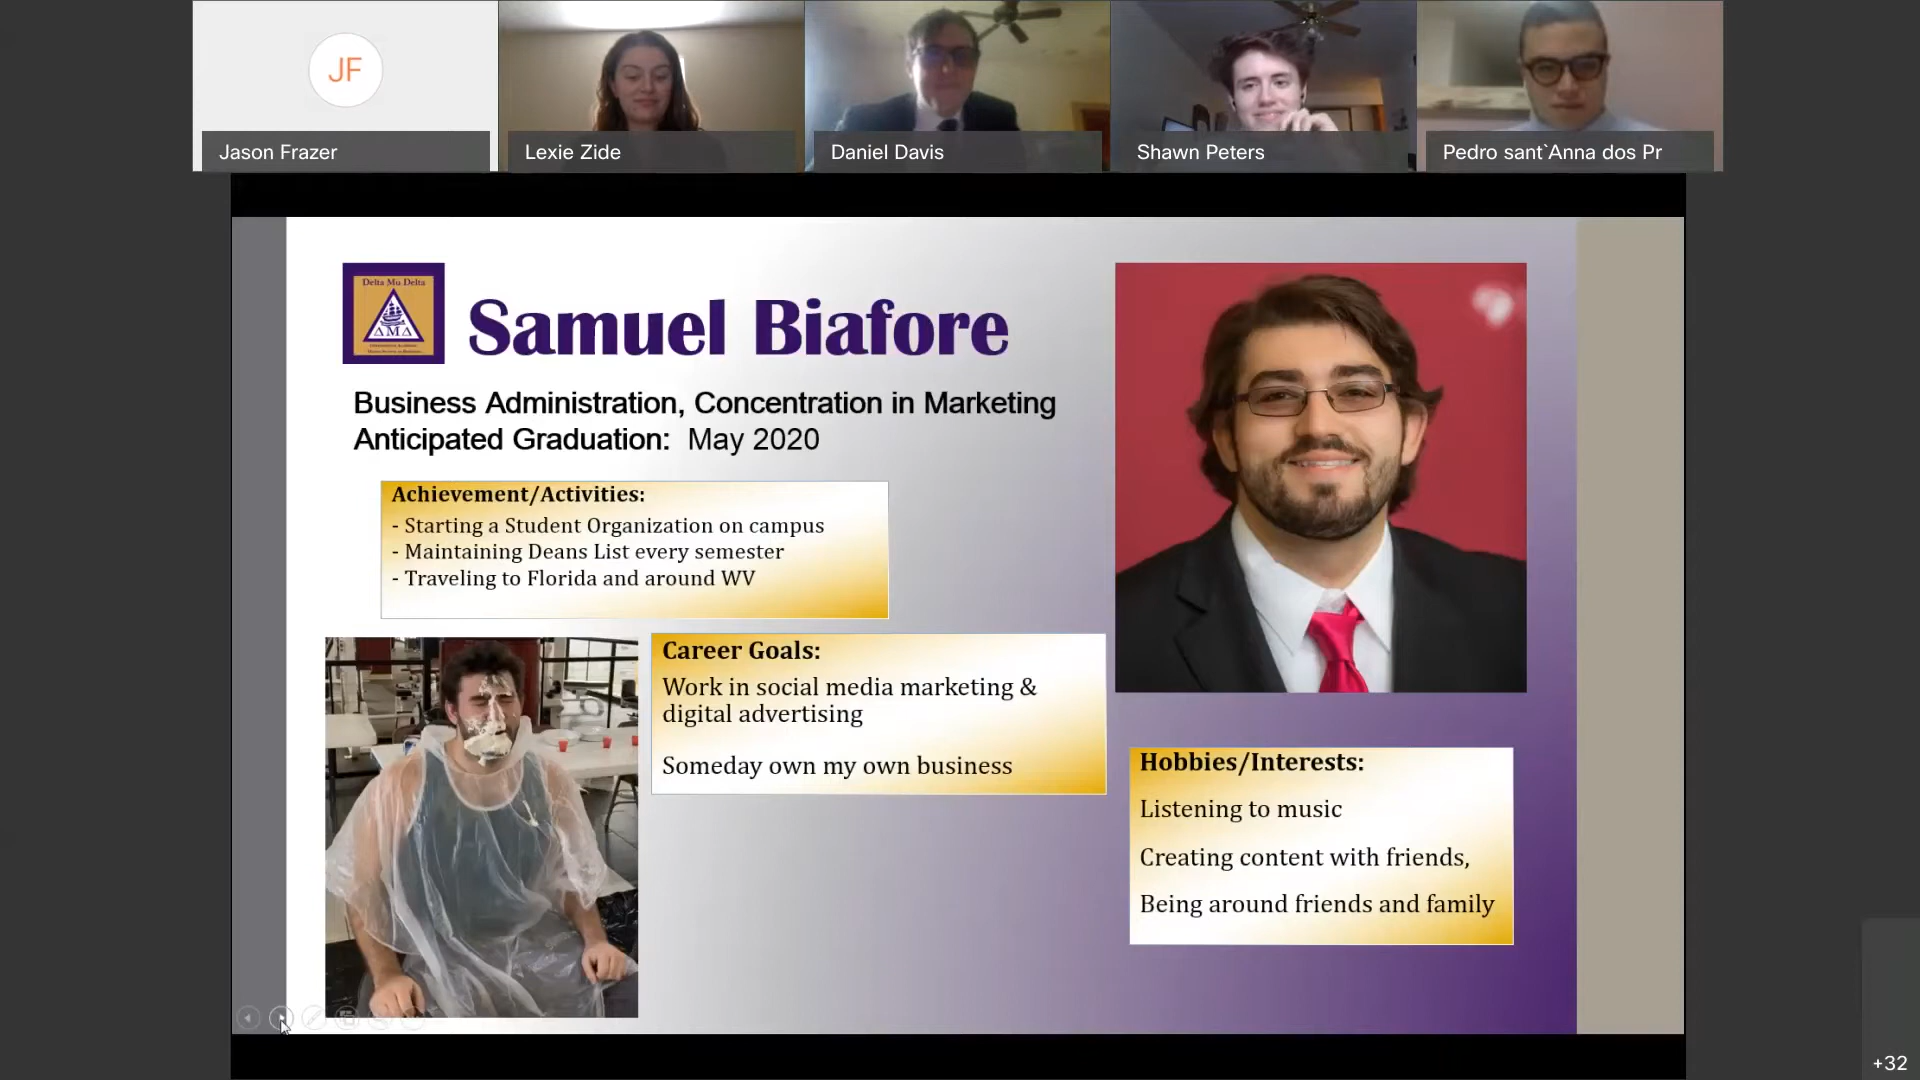 JF
Jason Frazer
Lexie Zide
Daniel Davis
Shawn Peters
Pedro sant`Anna dos Pr
Delta Mu Delta
ΔMΔ
Samuel Biafore
Business Administration, Concentration in Marketing
Anticipated Graduation: May 2020
Achievement/Activities:
- Starting a Student Organization on campus
- Maintaining Deans List every semester
- Traveling to Florida and around WV
Career Goals:
Work in social media marketing &
digital advertising
Someday own my own business
Hobbies/Interests:
Listening to music
Creating content with friends,
Being around friends and family
+32